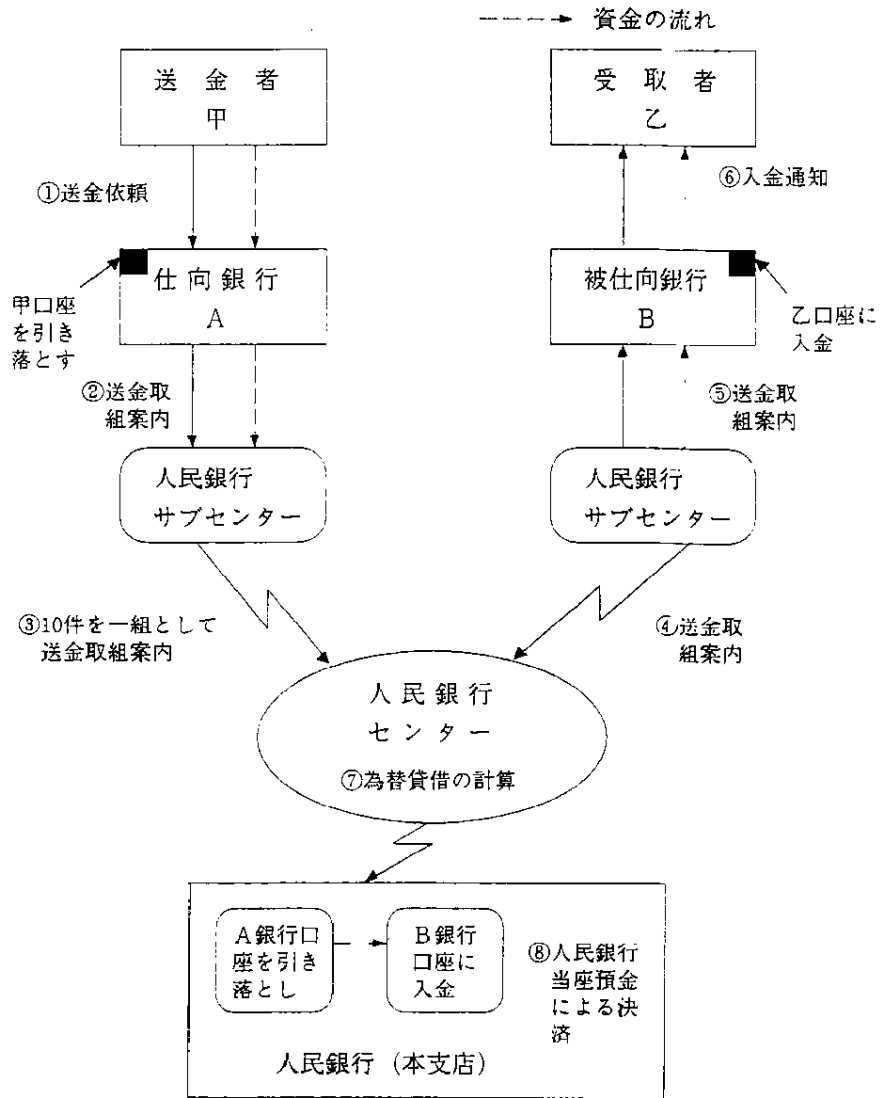 資金の流れ
送金者
甲
受取者
乙
①送金依頼
⑥入金通知
仕向銀行
A
被仕向銀行
B
甲口座
を引き
落とす
乙口座に
入金
②送金取
組案内
⑤送金取
組案内
人民銀行
サブセンター
人民銀行
サブセンター
③10件を一組として
送金取組案内
④送金取
組案内
人民銀行
センター
⑦為替貸借の計算
A銀行口
座を引き
落とし
B銀行
口座に
入金
⑧人民銀行
当座預金
による決
済
人民銀行(本支店)